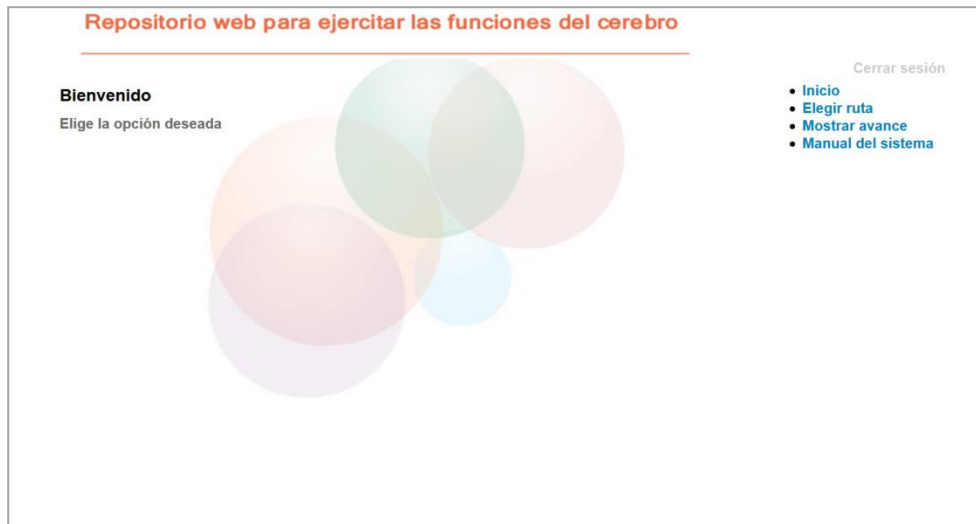 Repositorio web para ejercitar las funciones del cerebro
Cerrar sesión
Bienvenido
Elige la opción deseada
Inicio
Elegir ruta
Mostrar avance
Manual del sistema